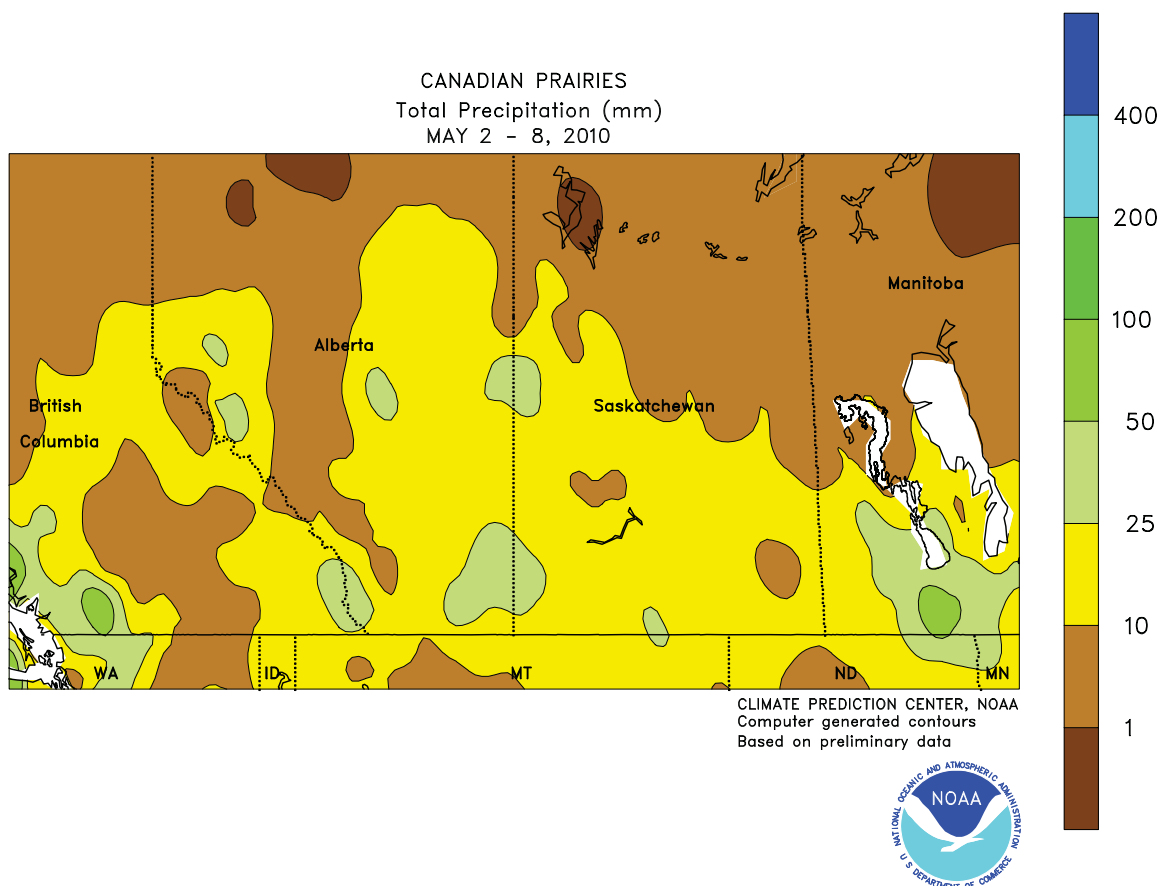 CANADIAN PRAIRIES
Total Precipitation (mm)
MAY 2 - 8, 2010
400
200
100
50
25
10
1
Manitoba
Alberta
British
Columbia
Saskatchewan
WA
ID
MT
ND
MN
CLIMATE PREDICTION CENTER, NOAA
Computer generated contours
Based on preliminary data
NATIONAL OCEANIC AND ATMOSPHERIC ADMINISTRATION
NOAA
U S DEPARTMENT OF COMMERCE